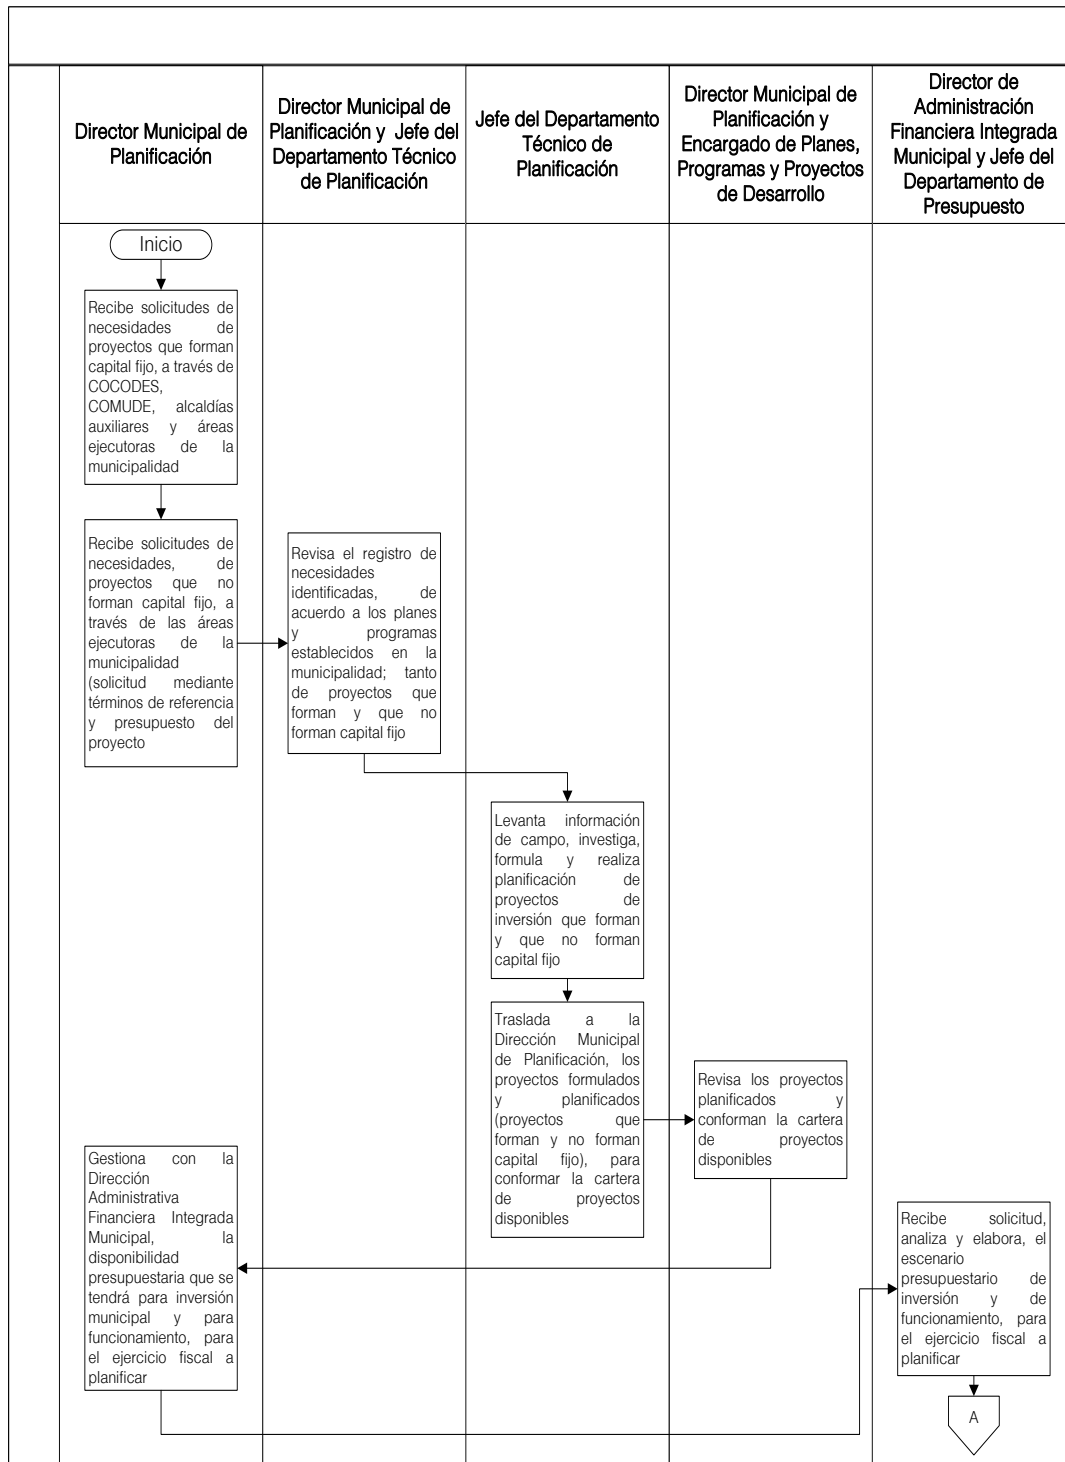 Director Municipal de
Planificación
Director Municipal de
Planificación y Jefe del
Departamento Técnico
de Planificación
Jefe del Departamento
Técnico de
Planificación
Director Municipal de
Planificación y
Encargado de Planes,
Programas y Proyectos
de Desarrollo
Director de
Administración
Financiera Integrada
Municipal y Jefe del
Departamento de
Presupuesto
Inicio
Recibe solicitudes de
necesidades de
proyectos que forman
capital fijo, a través de
COCODES,
COMUDE, alcaldías
auxiliares y áreas
ejecutoras de la
municipalidad
Recibe solicitudes de
necesidades, de
proyectos que no
forman capital fijo, a
través de las áreas
ejecutoras de la
municipalidad
(solicitud mediante
términos de referencia
y presupuesto del
proyecto
Revisa el registro de
necesidades
identificadas, de
acuerdo a los planes
y programas
establecidos en la
municipalidad; tanto
de proyectos que
forman y que no
forman capital fijo
Levanta información
de campo, investiga,
formula y realiza
planificación de
proyectos de
inversión que forman
y que no forman
capital fijo
Traslada a la
Dirección Municipal
de Planificación, los
proyectos formulados
y planificados
(proyectos que
forman y no forman
capital fijo), para
conformar la cartera
de proyectos
disponibles
Revisa los proyectos
planificados y
conforman la cartera
de proyectos
disponibles
Gestiona con la
Dirección
Administrativa
Financiera Integrada
Municipal, la
disponibilidad
presupuestaria que se
tendrá para inversión
municipal y para
funcionamiento, para
el ejercicio fiscal a
planificar
Recibe solicitud,
analiza y elabora, el
escenario
presupuestario de
inversión y de
funcionamiento, para
el ejercicio fiscal a
planificar
A